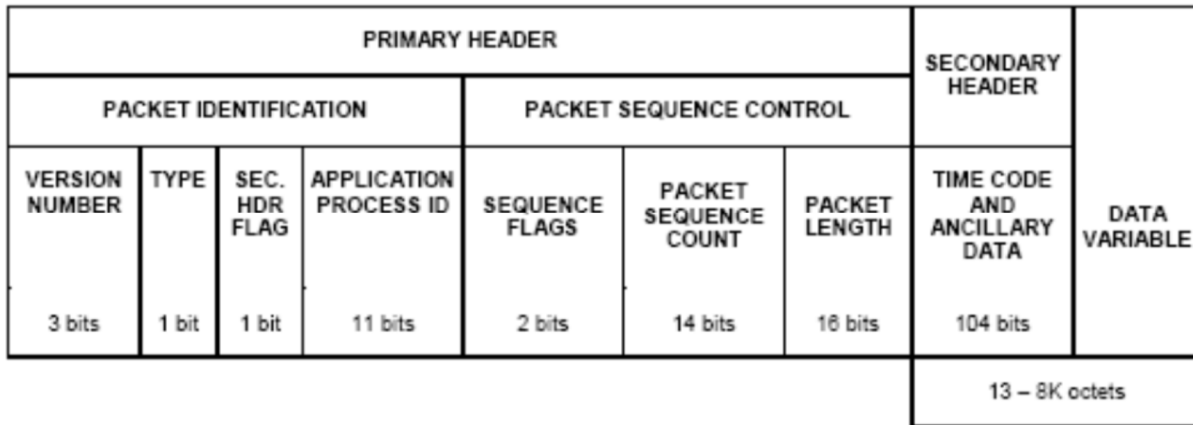 PRIMARY HEADER
SECONDARY
HEADER
PACKET IDENTIFICATION
PACKET SEQUENCE CONTROL
VERSION
NUMBER
TYPE
SEC.
HDR
FLAG
APPLICATION
PROCESS ID
SEQUENCE
FLAGS
PACKET
SEQUENCE
COUNT
PACKET
LENGTH
TIME CODE
AND
ANCILLARY
DATA
DATA
VARIABLE
3 bits
1 bit
1 bit
11 bits
2 bits
14 bits
16 bits
104 bits
13 – 8K octets